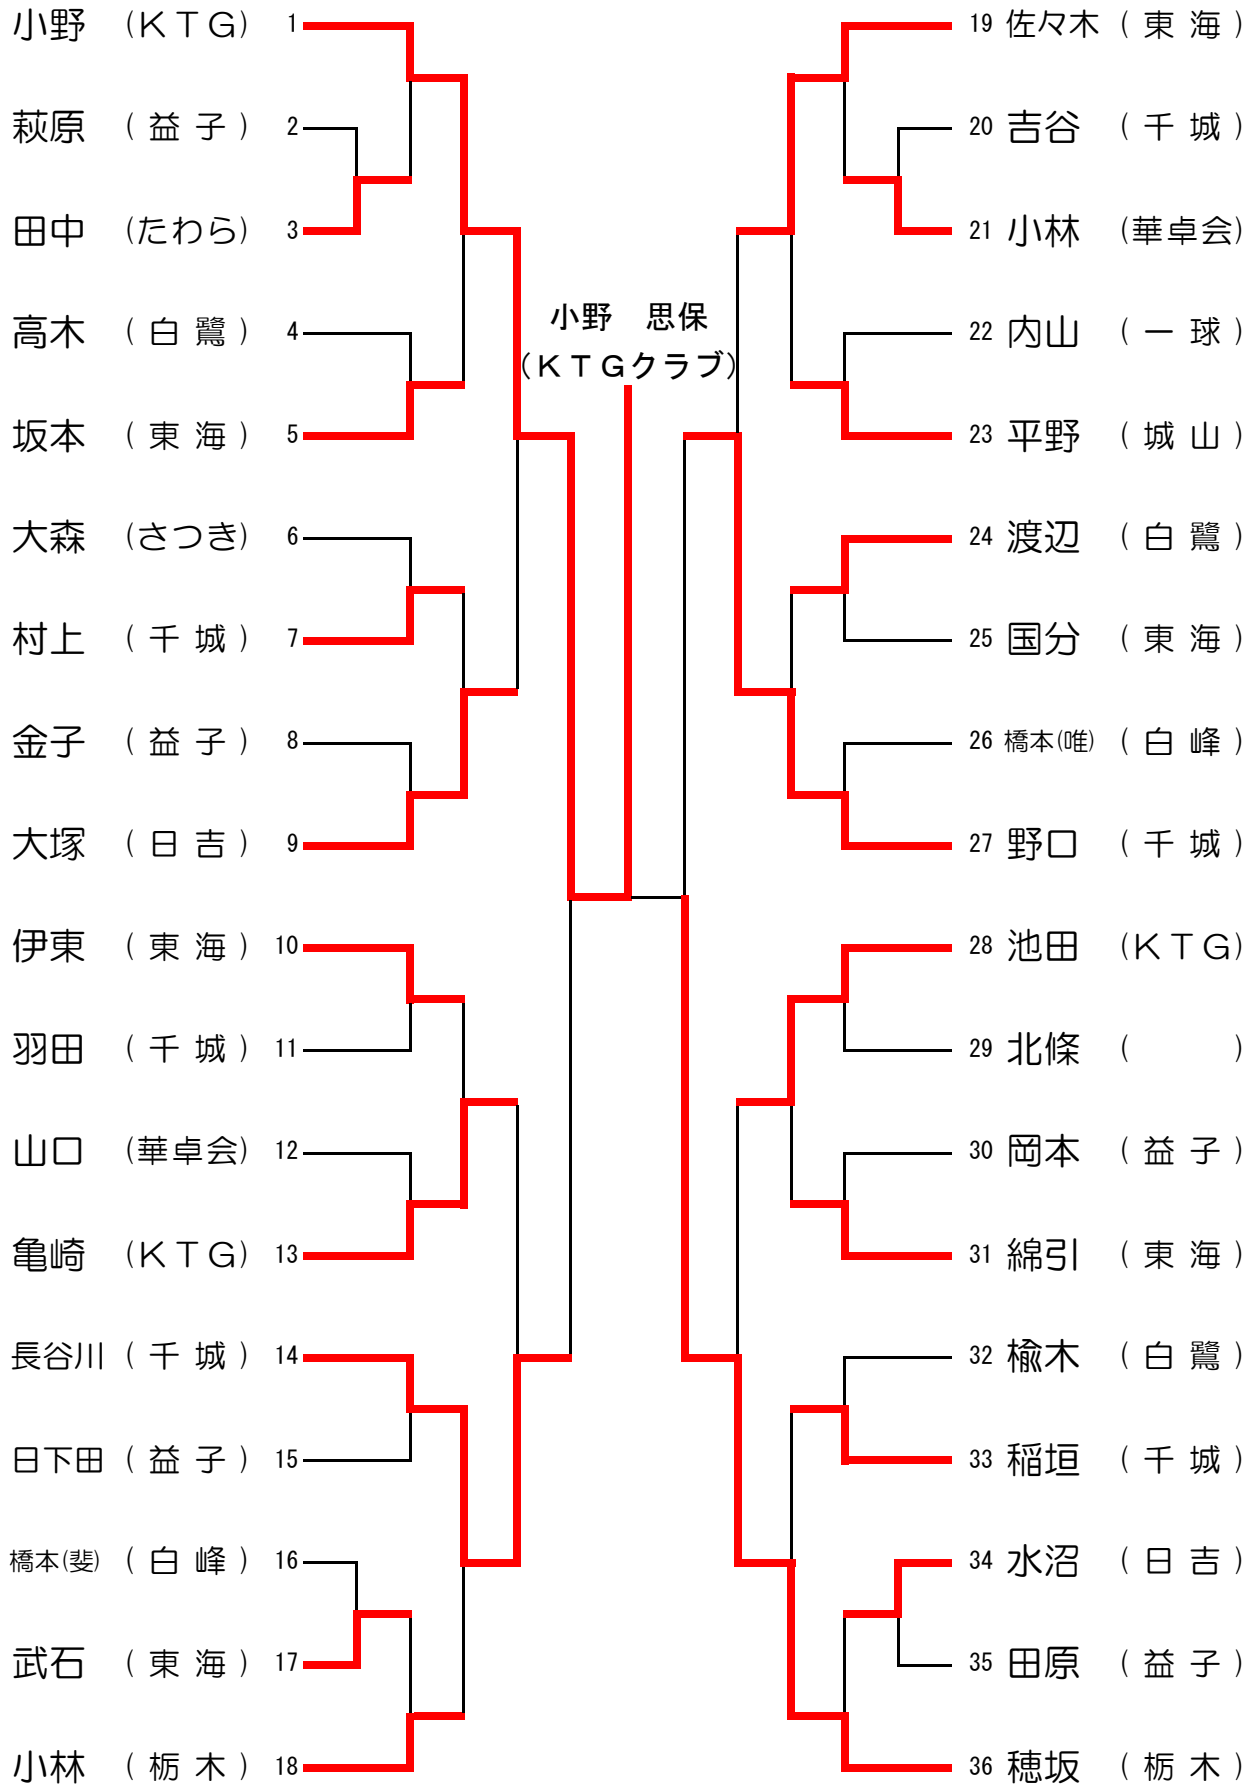 小野 (KTG) 1
萩原 (益子) 2
田中 (たわら) 3
高木 (白鷺) 4
坂本 (東海) 5
大森 (さつき) 6
村上 (千城) 7
金子 (益子) 8
大塚 (日吉) 9
伊東 (東海) 10
羽田 (千城) 11
山口 (華卓会) 12
亀崎 (KTG) 13
長谷川 (千城) 14
日下田 (益子) 15
橋本(斐) (白峰) 16
武石 (東海) 17
小林 (栃木) 18
小野 思保
(KTGクラブ)
19 佐々木 (東海)
20 吉谷 (千城)
21 小林 (華卓会)
22 内山 (一球)
23 平野 (城山)
24 渡辺 (白鷺)
25 国分 (東海)
26 橋本(唯) (白峰)
27 野口 (千城)
28 池田 (KTG)
29 北條 ( )
30 岡本 (益子)
31 綿引 (東海)
32 楡木 (白鷺)
33 稲垣 (千城)
34 水沼 (日吉)
35 田原 (益子)
36 穂坂 (栃木)